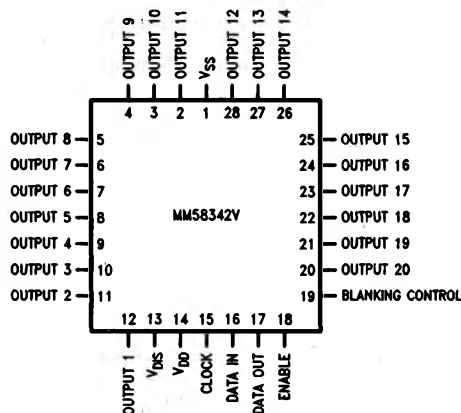 OUTPUT 9
OUTPUT 10
OUTPUT 11
VSS
OUTPUT 12
OUTPUT 13
OUTPUT 14
4 3 2 1 28 27 26
OUTPUT 8 5 25 OUTPUT 15
OUTPUT 7 6 24 OUTPUT 16
OUTPUT 6 7 23 OUTPUT 17
OUTPUT 5 8 MM58342V 22 OUTPUT 18
OUTPUT 4 9 21 OUTPUT 19
OUTPUT 3 10 20 OUTPUT 20
OUTPUT 2 11 19 BLANKING CONTROL
12 13 14 15 16 17 18
OUTPUT 1
VDIS
VDD
CLOCK
DATA IN
DATA OUT
ENABLE